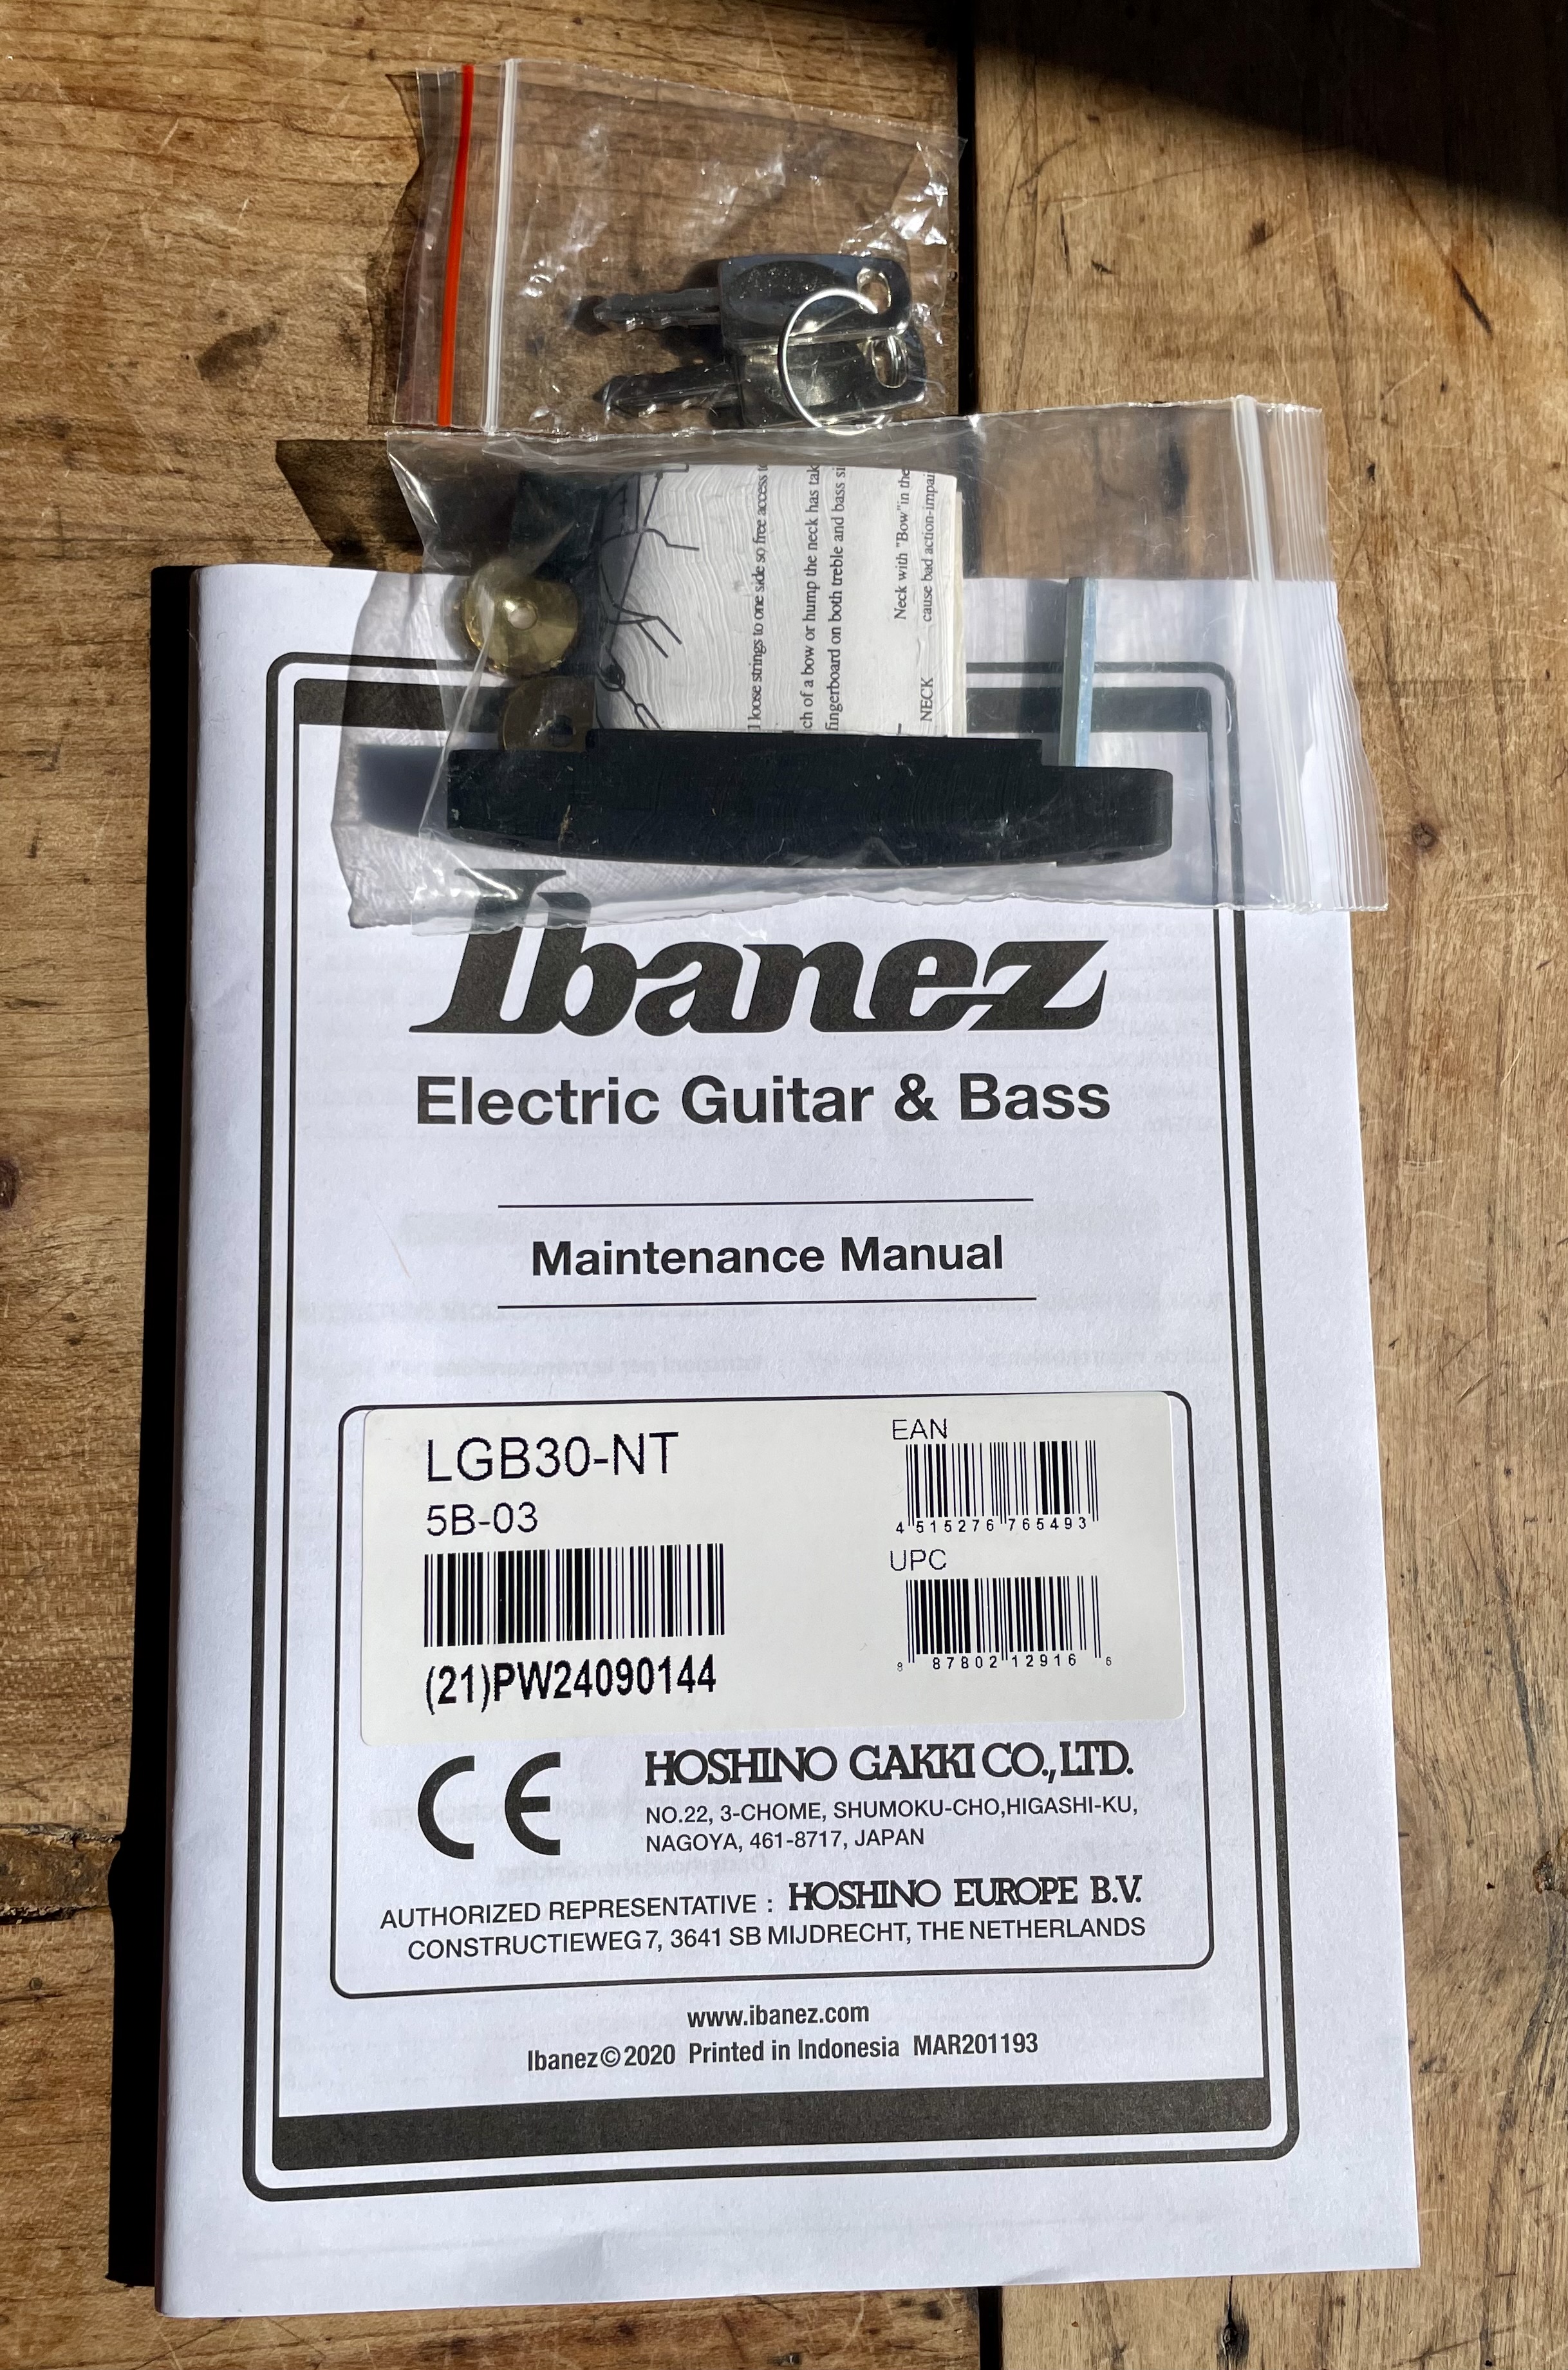 l loose strings to one side so free access t
ch of a bow or hump the neck has tak
fingerboard on both treble and bass si
Neck with "Bow" in the
NECK cause bad action-impai
Ibanez
Electric Guitar & Bass
Maintenance Manual
LGB30-NT
5B-03
(21)PW24090144
EAN
4 515276 765493
UPC
8 87802 12916 6
CE
HOSHINO GAKKI CO.,LTD.
NO.22, 3-CHOME, SHUMOKU-CHO,HIGASHI-KU,
NAGOYA, 461-8717, JAPAN
AUTHORIZED REPRESENTATIVE : HOSHINO EUROPE B.V.
CONSTRUCTIEWEG 7, 3641 SB MIJDRECHT, THE NETHERLANDS
www.ibanez.com
Ibanez©2020 Printed in Indonesia MAR201193